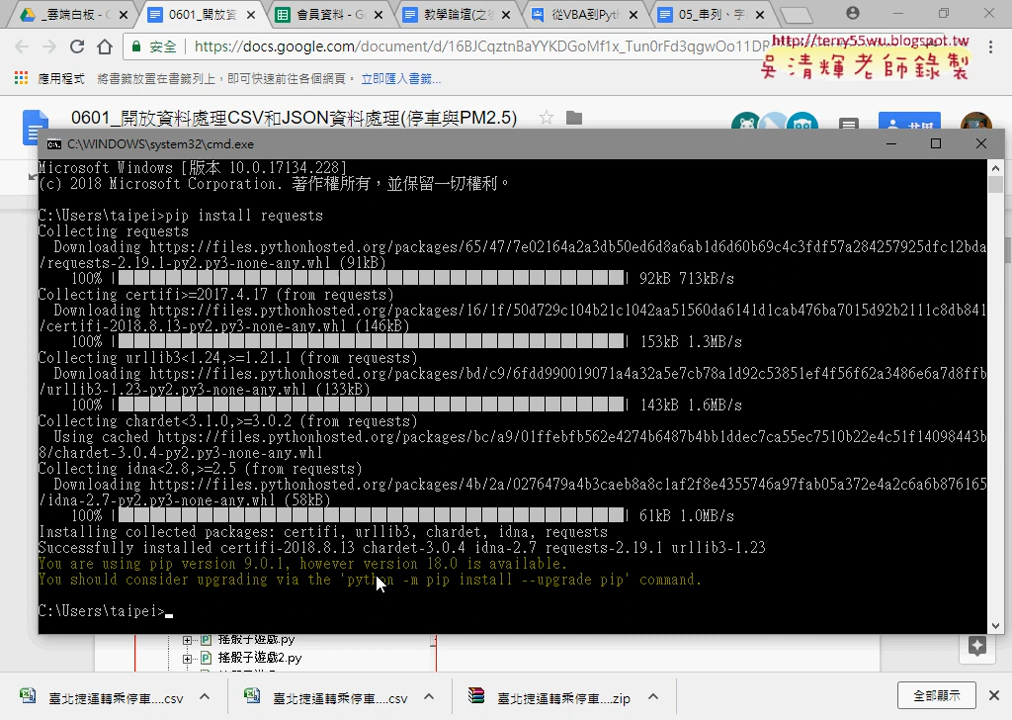 _雲端白板 - G
0601_開放資
會員資料 - G
教學論壇(之
從VBA到Pyth
05_串列、字
安全
https://docs.google.com/document/d/16BJCqztnBaYYKDGoMf1x_Tun0rFd3qgwOo11DR
http://terry55wu.blogspot.tw
吳清輝老師錄製
應用程式
將書籤放置在書籤列上，即可快速前往各個網頁。
立即匯入書籤...
0601_開放資料處理CSV和JSON資料處理(停車與PM2.5)
C:\WINDOWS\system32\cmd.exe
Microsoft Windows [版本 10.0.17134.228]
(c) 2018 Microsoft Corporation. 著作權所有，並保留一切權利。
C:\Users\taipei>pip install requests
Collecting requests
Downloading https://files.pythonhosted.org/packages/65/47/7e02164a2a3db50ed6d8a6ab1d6d60b69c4c3fdf57a284257925dfc12bda
/requests-2.19.1-py2.py3-none-any.whl (91kB)
100% | | 92kB 713kB/s
Collecting certifi>=2017.4.17 (from requests)
Downloading https://files.pythonhosted.org/packages/16/1f/50d729c104b21c1042aa51560da6141d1cab476ba7015d92b2111c8db841
/certifi-2018.8.13-py2.py3-none-any.whl (146kB)
100% | | 153kB 1.3MB/s
Collecting urllib3<1.24,>=1.21.1 (from requests)
Downloading https://files.pythonhosted.org/packages/bd/c9/6fdd990019071a4a32a5e7cb78a1d92c53851ef4f56f62a3486e6a7d8ffb
/urllib3-1.23-py2.py3-none-any.whl (133kB)
100% | | 143kB 1.6MB/s
Collecting chardet<3.1.0,>=3.0.2 (from requests)
Using cached https://files.pythonhosted.org/packages/bc/a9/01ffebfb562e4274b6487b4bb1ddec7ca55ec7510b22e4c51f14098443b
8/chardet-3.0.4-py2.py3-none-any.whl
Collecting idna<2.8,>=2.5 (from requests)
Downloading https://files.pythonhosted.org/packages/4b/2a/0276479a4b3caeb8a8c1af2f8e4355746a97fab05a372e4a2c6a6b876165
/idna-2.7-py2.py3-none-any.whl (58kB)
100% | | 61kB 1.0MB/s
Installing collected packages: certifi, urllib3, chardet, idna, requests
Successfully installed certifi-2018.8.13 chardet-3.0.4 idna-2.7 requests-2.19.1 urllib3-1.23
You are using pip version 9.0.1, however version 18.0 is available.
You should consider upgrading via the 'python -m pip install --upgrade pip' command.
C:\Users\taipei>
搖骰子遊戲.py
搖骰子遊戲2.py
臺北捷運轉乘停車....csv
臺北捷運轉乘停車....csv
臺北捷運轉乘停車....zip
全部顯示